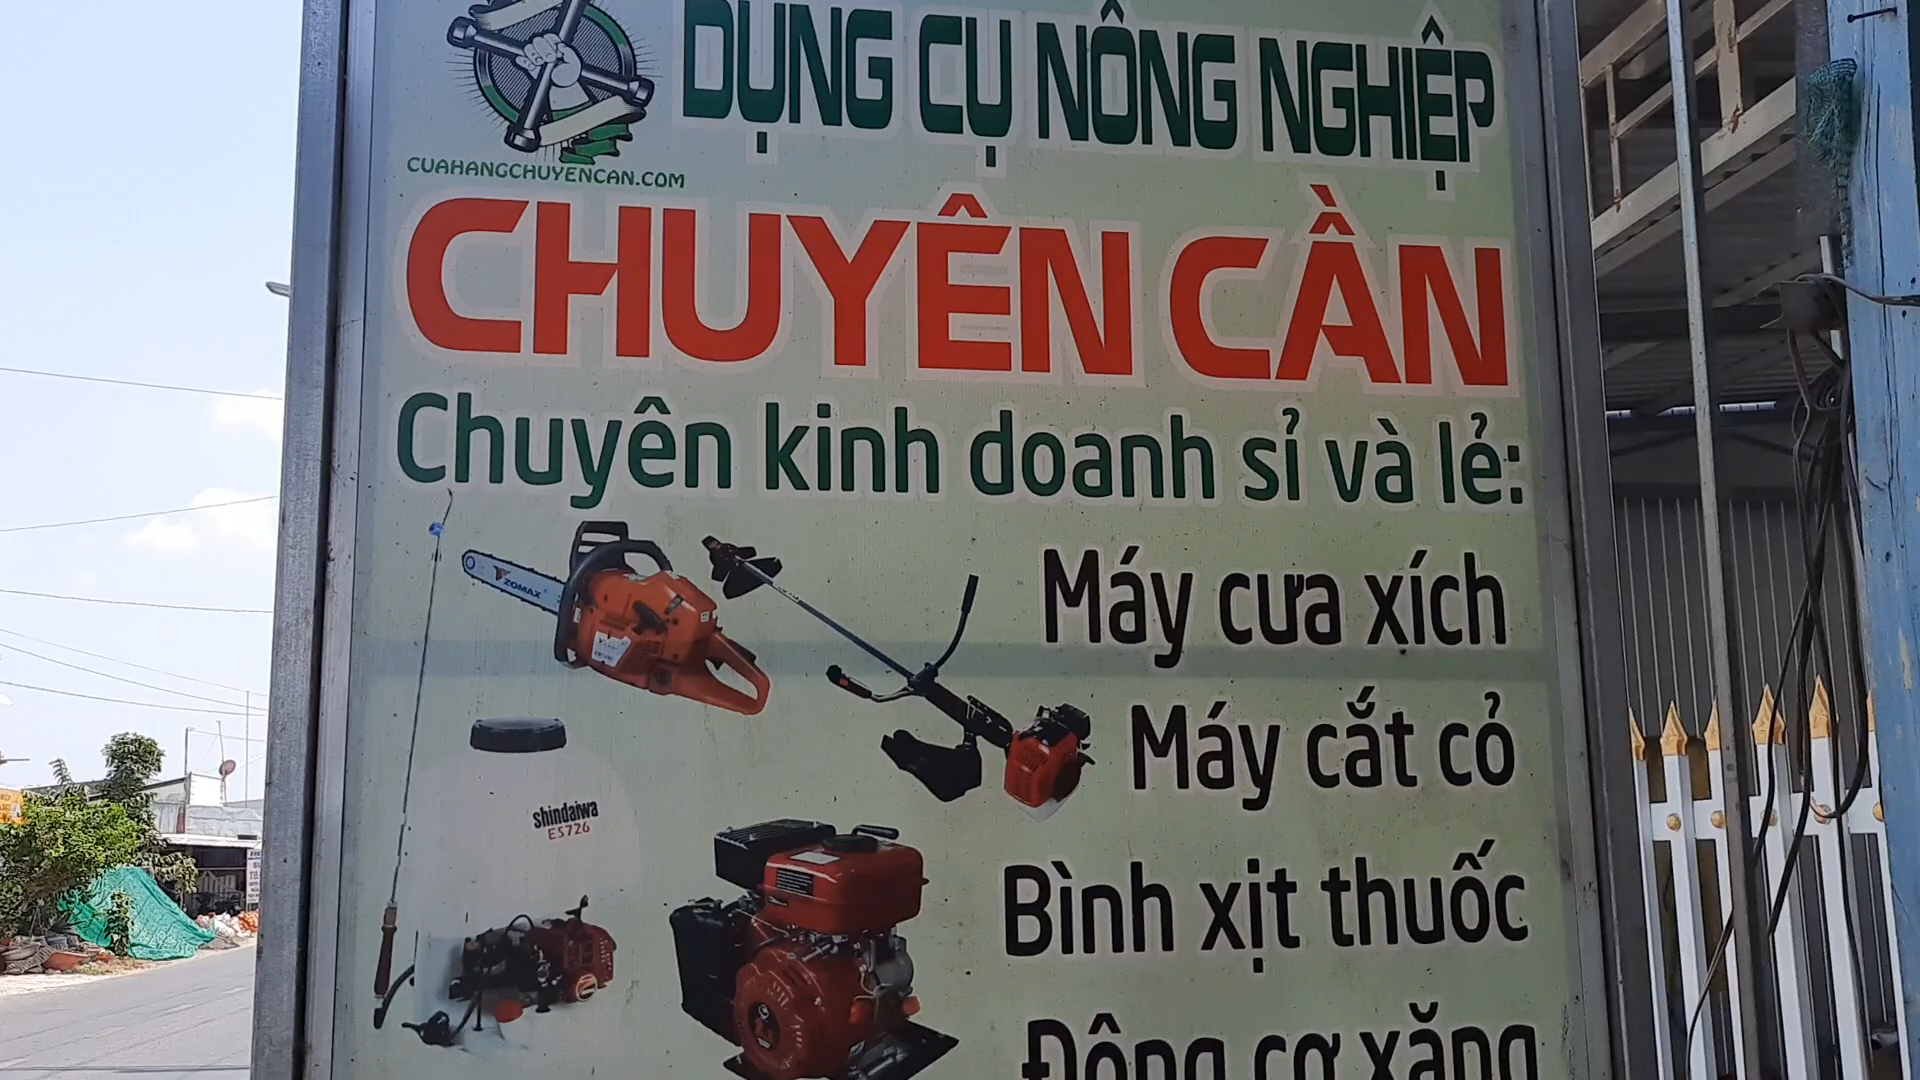 DỤNG CỤ NÔNG NGHIỆP
CUAHANGCHUYENCAN.COM
CHUYÊN CẦN
Chuyên kinh doanh sỉ và lẻ:
ZOMAX
Máy cưa xích
Máy cắt cỏ
shindaiwa
ES726
Bình xịt thuốc
Động cơ xăng